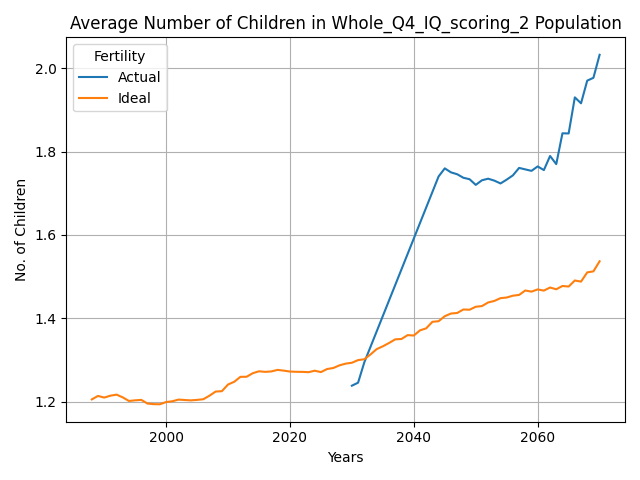 Average Number of Children in Whole_Q4_IQ_scoring_2 Population
Fertility
Actual
Ideal
No. of Children
2.0
1.8
1.6
1.4
1.2
2000
2020
2040
2060
Years